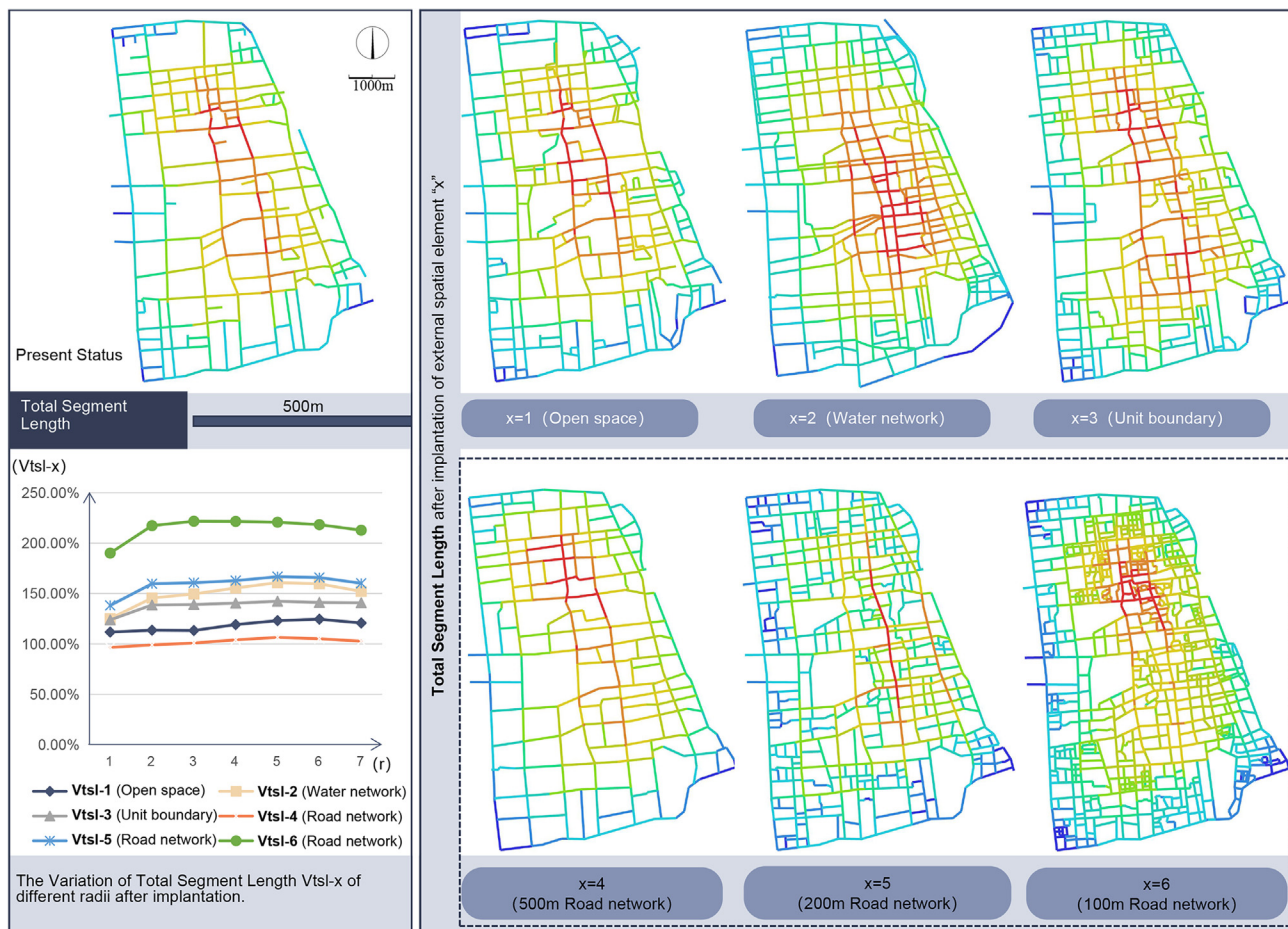 1000m
Present Status
Total Segment
Length
500m
(Vtsl-x)
250.00%
200.00%
150.00%
100.00%
50.00%
0.00%
1 2 3 4 5 6 7 (r)
Vtsl-1 (Open space)
Vtsl-2 (Water network)
Vtsl-3 (Unit boundary)
Vtsl-4 (Road network)
Vtsl-5 (Road network)
Vtsl-6 (Road network)
The Variation of Total Segment Length Vtsl-x of
different radii after implantation.
Total Segment Length after implantation of external spatial element “x”
x=1 (Open space)
x=2 (Water network)
x=3 (Unit boundary)
x=4
(500m Road network)
x=5
(200m Road network)
x=6
(100m Road network)